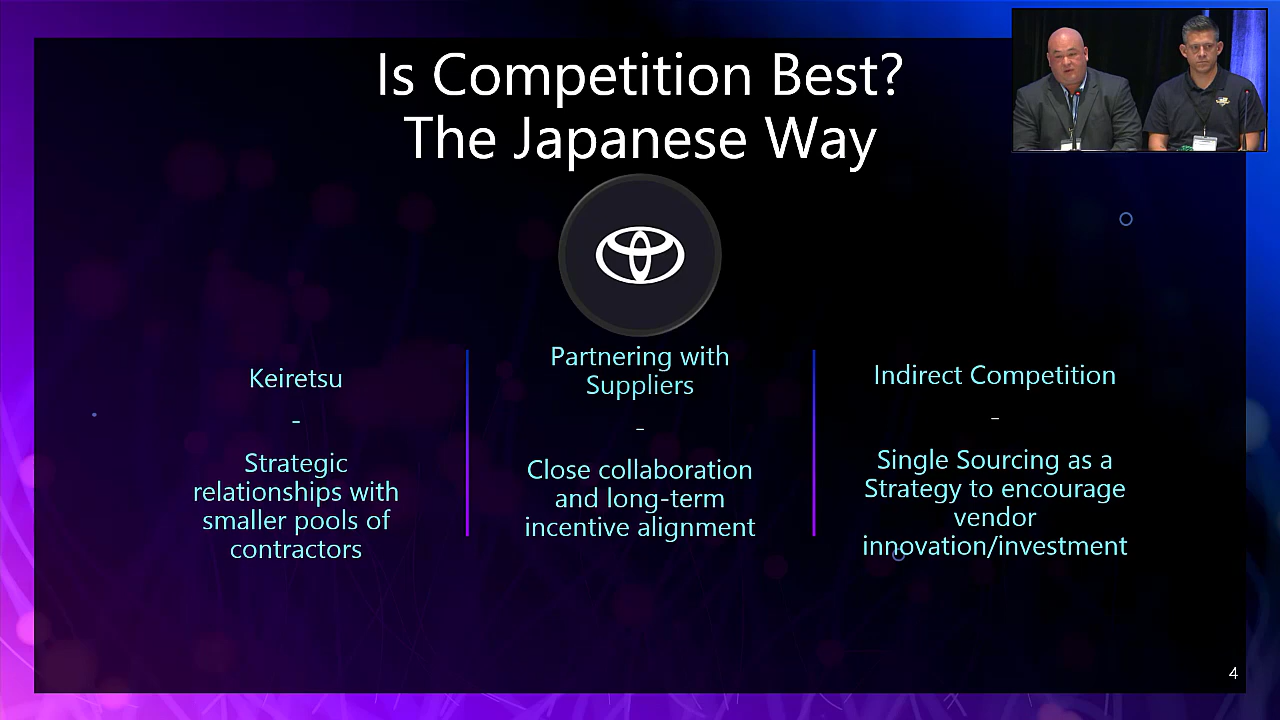 Is Competition Best?
The Japanese Way
Keiretsu
-
Strategic
relationships with
smaller pools of
contractors
Partnering with
Suppliers
-
Close collaboration
and long-term
incentive alignment
Indirect Competition
-
Single Sourcing as a
Strategy to encourage
vendor
innovation/investment
4